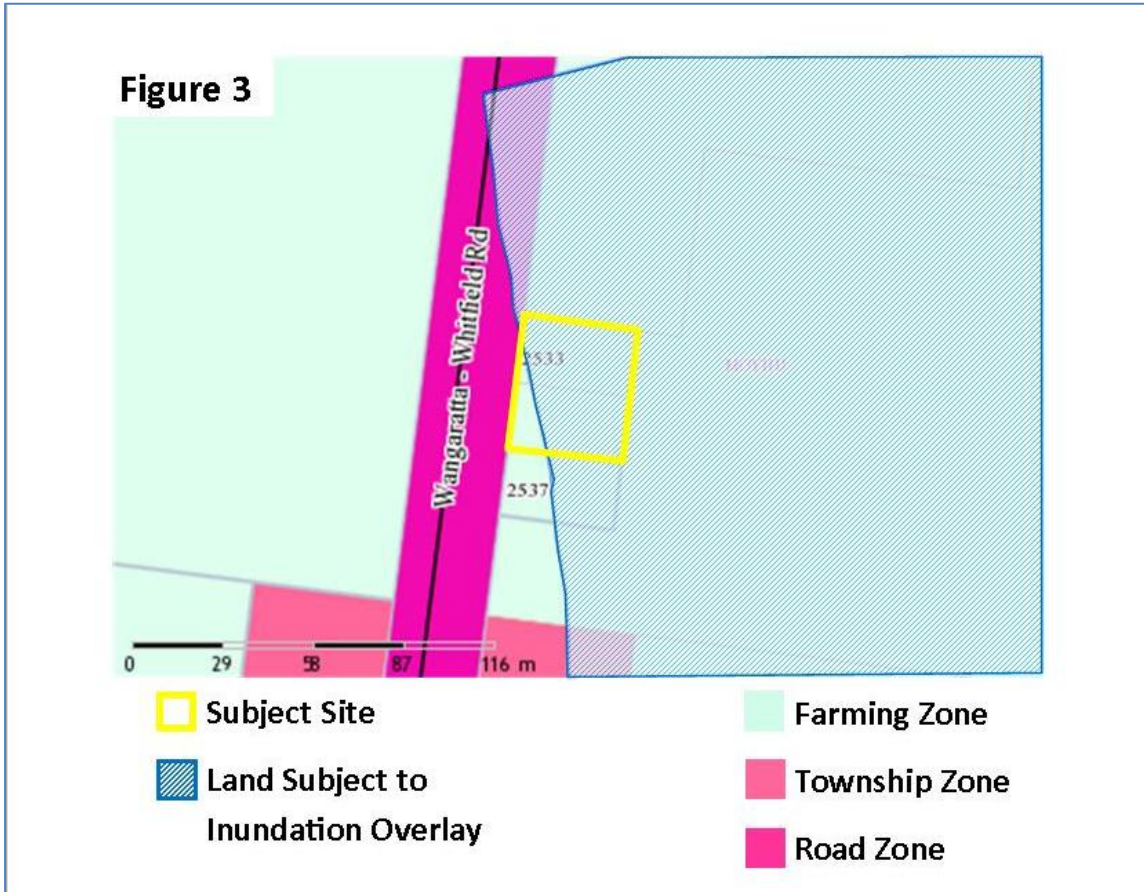 Figure 3
Wangaratta - Whitfield Rd
2533
2537
0 29 58 87 116 m
Subject Site
Land Subject to
Inundation Overlay
Farming Zone
Township Zone
Road Zone